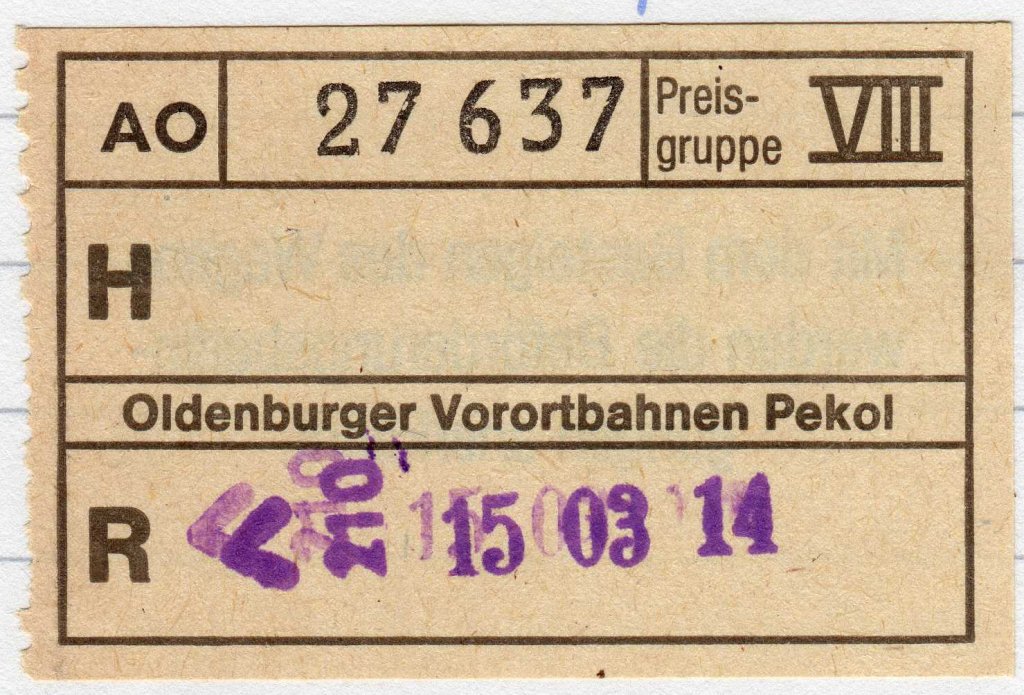 AO 27 637 Preis-
gruppe VIII
H
Oldenburger Vorortbahnen Pekol
R 15 03 14